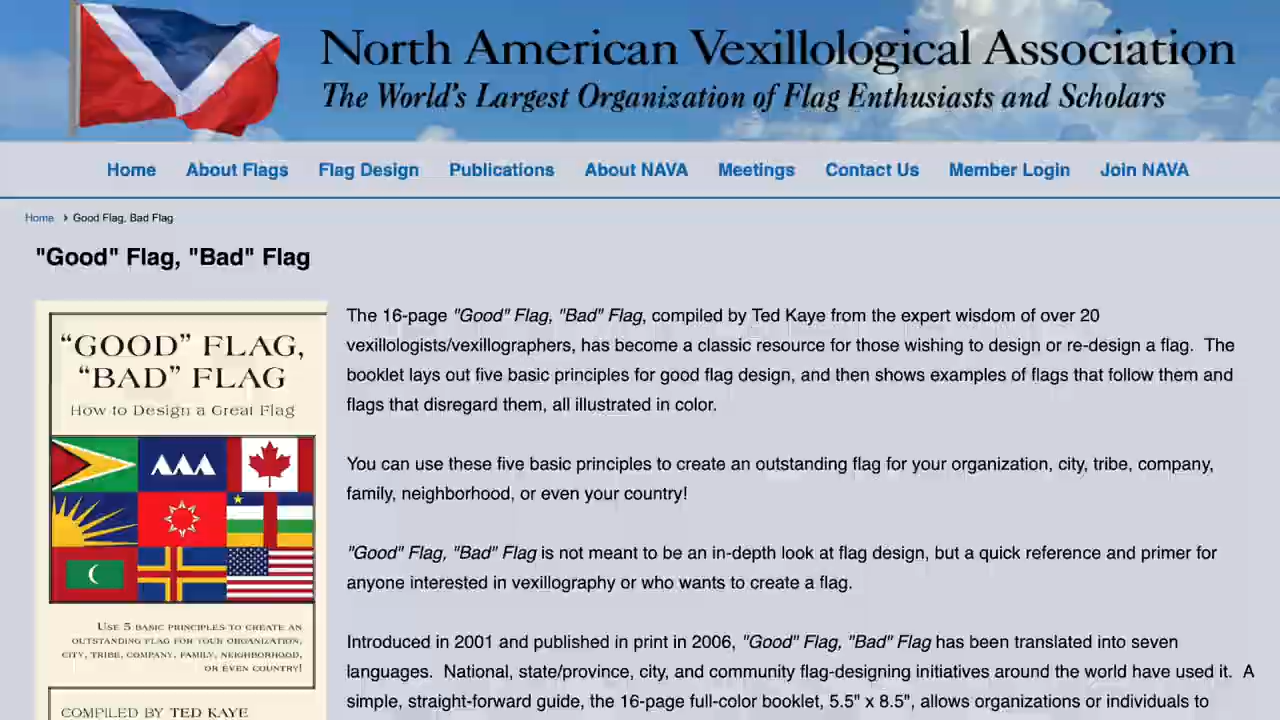 North American Vexillological Association
The World's Largest Organization of Flag Enthusiasts and Scholars
Home About Flags Flag Design Publications About NAVA Meetings Contact Us Member Login Join NAVA
Home › Good Flag, Bad Flag
"Good" Flag, "Bad" Flag
“GOOD” FLAG,
“BAD” FLAG
How to Design a Great Flag
USE 5 BASIC PRINCIPLES TO CREATE AN
OUTSTANDING FLAG FOR YOUR ORGANIZATION,
CITY, TRIBE, COMPANY, FAMILY, NEIGHBORHOOD,
OR EVEN COUNTRY!
COMPILED BY TED KAYE
The 16-page "Good" Flag, "Bad" Flag, compiled by Ted Kaye from the expert wisdom of over 20
vexillologists/vexillographers, has become a classic resource for those wishing to design or re-design a flag. The
booklet lays out five basic principles for good flag design, and then shows examples of flags that follow them and
flags that disregard them, all illustrated in color.
You can use these five basic principles to create an outstanding flag for your organization, city, tribe, company,
family, neighborhood, or even your country!
"Good" Flag, "Bad" Flag is not meant to be an in-depth look at flag design, but a quick reference and primer for
anyone interested in vexillography or who wants to create a flag.
Introduced in 2001 and published in print in 2006, "Good" Flag, "Bad" Flag has been translated into seven
languages. National, state/province, city, and community flag-designing initiatives around the world have used it. A
simple, straight-forward guide, the 16-page full-color booklet, 5.5" x 8.5", allows organizations or individuals to